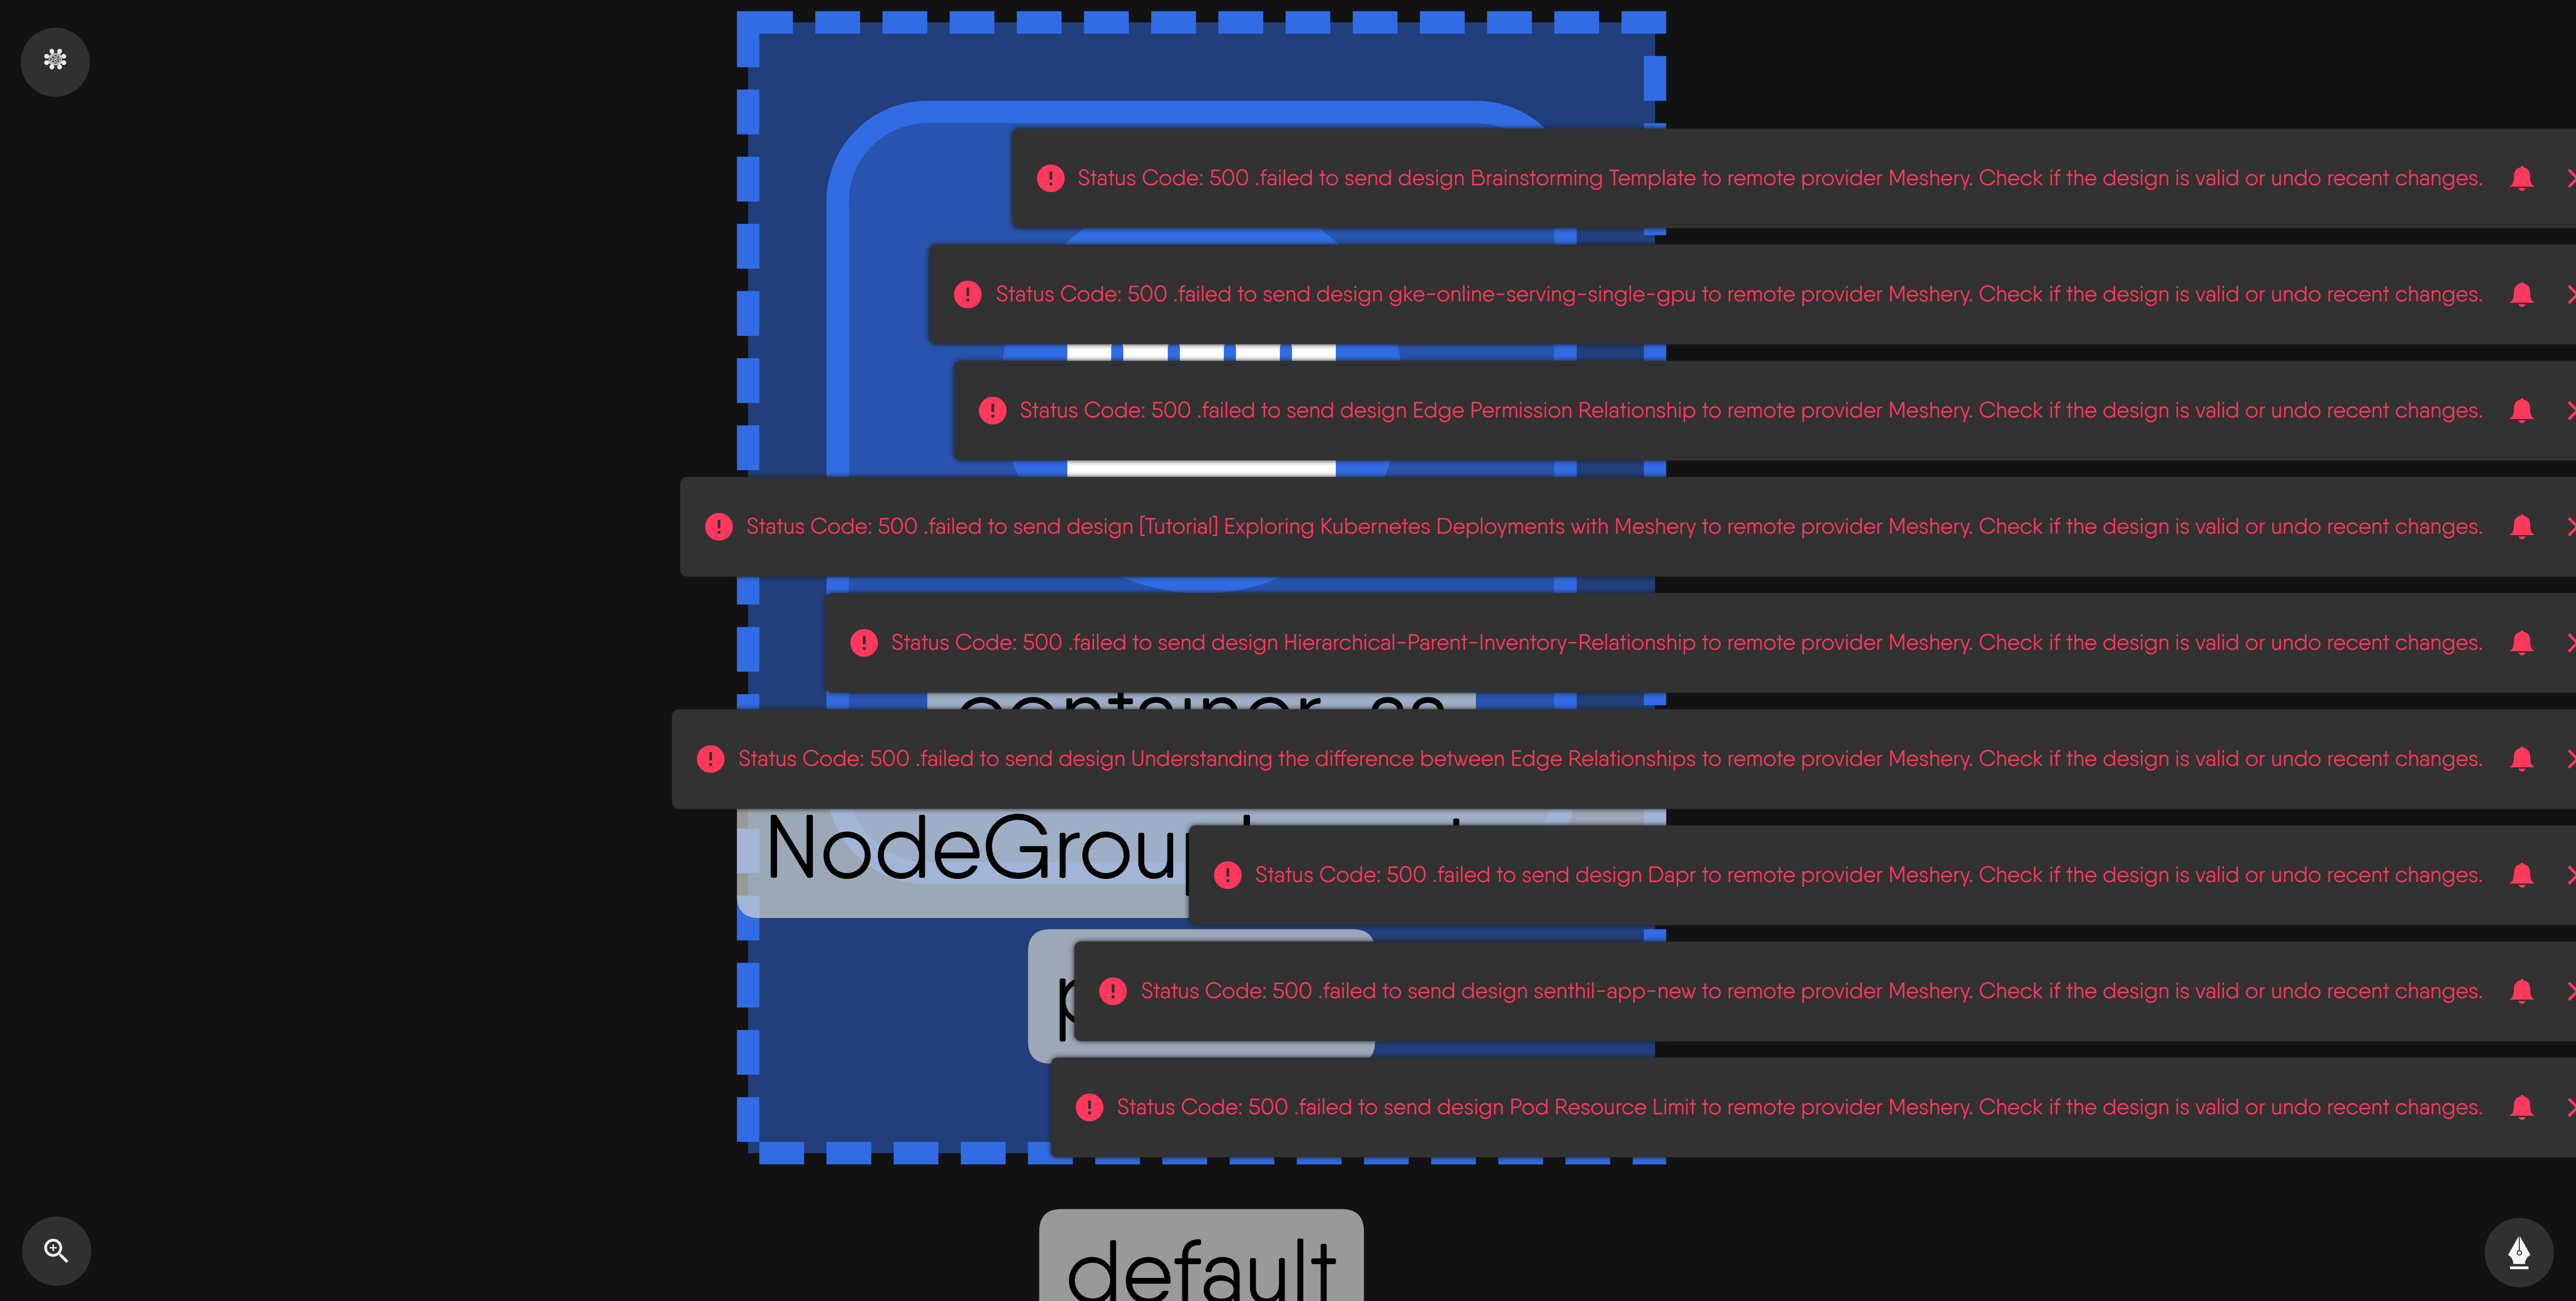 Status Code: 500 .failed to send design Brainstorming Template to remote provider Meshery. Check if the design is valid or undo recent changes.
Status Code: 500 .failed to send design gke-online-serving-single-gpu to remote provider Meshery. Check if the design is valid or undo recent changes.
Status Code: 500 .failed to send design Edge Permission Relationship to remote provider Meshery. Check if the design is valid or undo recent changes.
Status Code: 500 .failed to send design [Tutorial] Exploring Kubernetes Deployments with Meshery to remote provider Meshery. Check if the design is valid or undo recent changes.
Status Code: 500 .failed to send design Hierarchical-Parent-Inventory-Relationship to remote provider Meshery. Check if the design is valid or undo recent changes.
Status Code: 500 .failed to send design Understanding the difference between Edge Relationships to remote provider Meshery. Check if the design is valid or undo recent changes.
Status Code: 500 .failed to send design Dapr to remote provider Meshery. Check if the design is valid or undo recent changes.
Status Code: 500 .failed to send design senthil-app-new to remote provider Meshery. Check if the design is valid or undo recent changes.
Status Code: 500 .failed to send design Pod Resource Limit to remote provider Meshery. Check if the design is valid or undo recent changes.
default